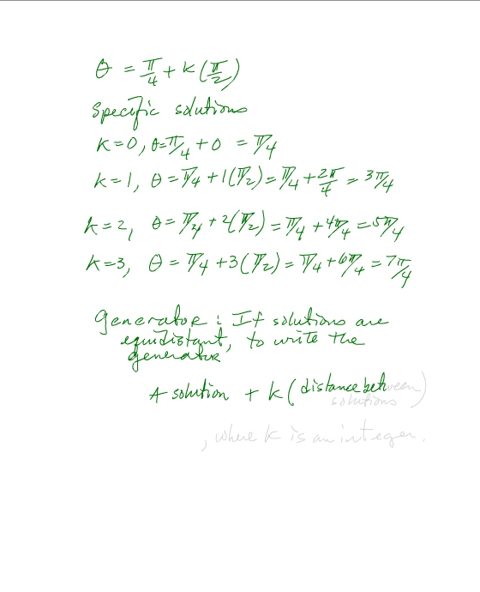 θ = π/4 + k(π/2)
Specific solutions
k=0, θ=π/4 + 0 = π/4
k=1, θ = π/4 + 1(π/2) = π/4 + 2π/4 = 3π/4
k=2, θ = π/4 + 2(π/2) = π/4 + 4π/4 = 5π/4
k=3, θ = π/4 + 3(π/2) = π/4 + 6π/4 = 7π/4
Generator: If solutions are
equidistant, to write the
generator
A solution + k(distance between
solutions)
, where k is an integer.